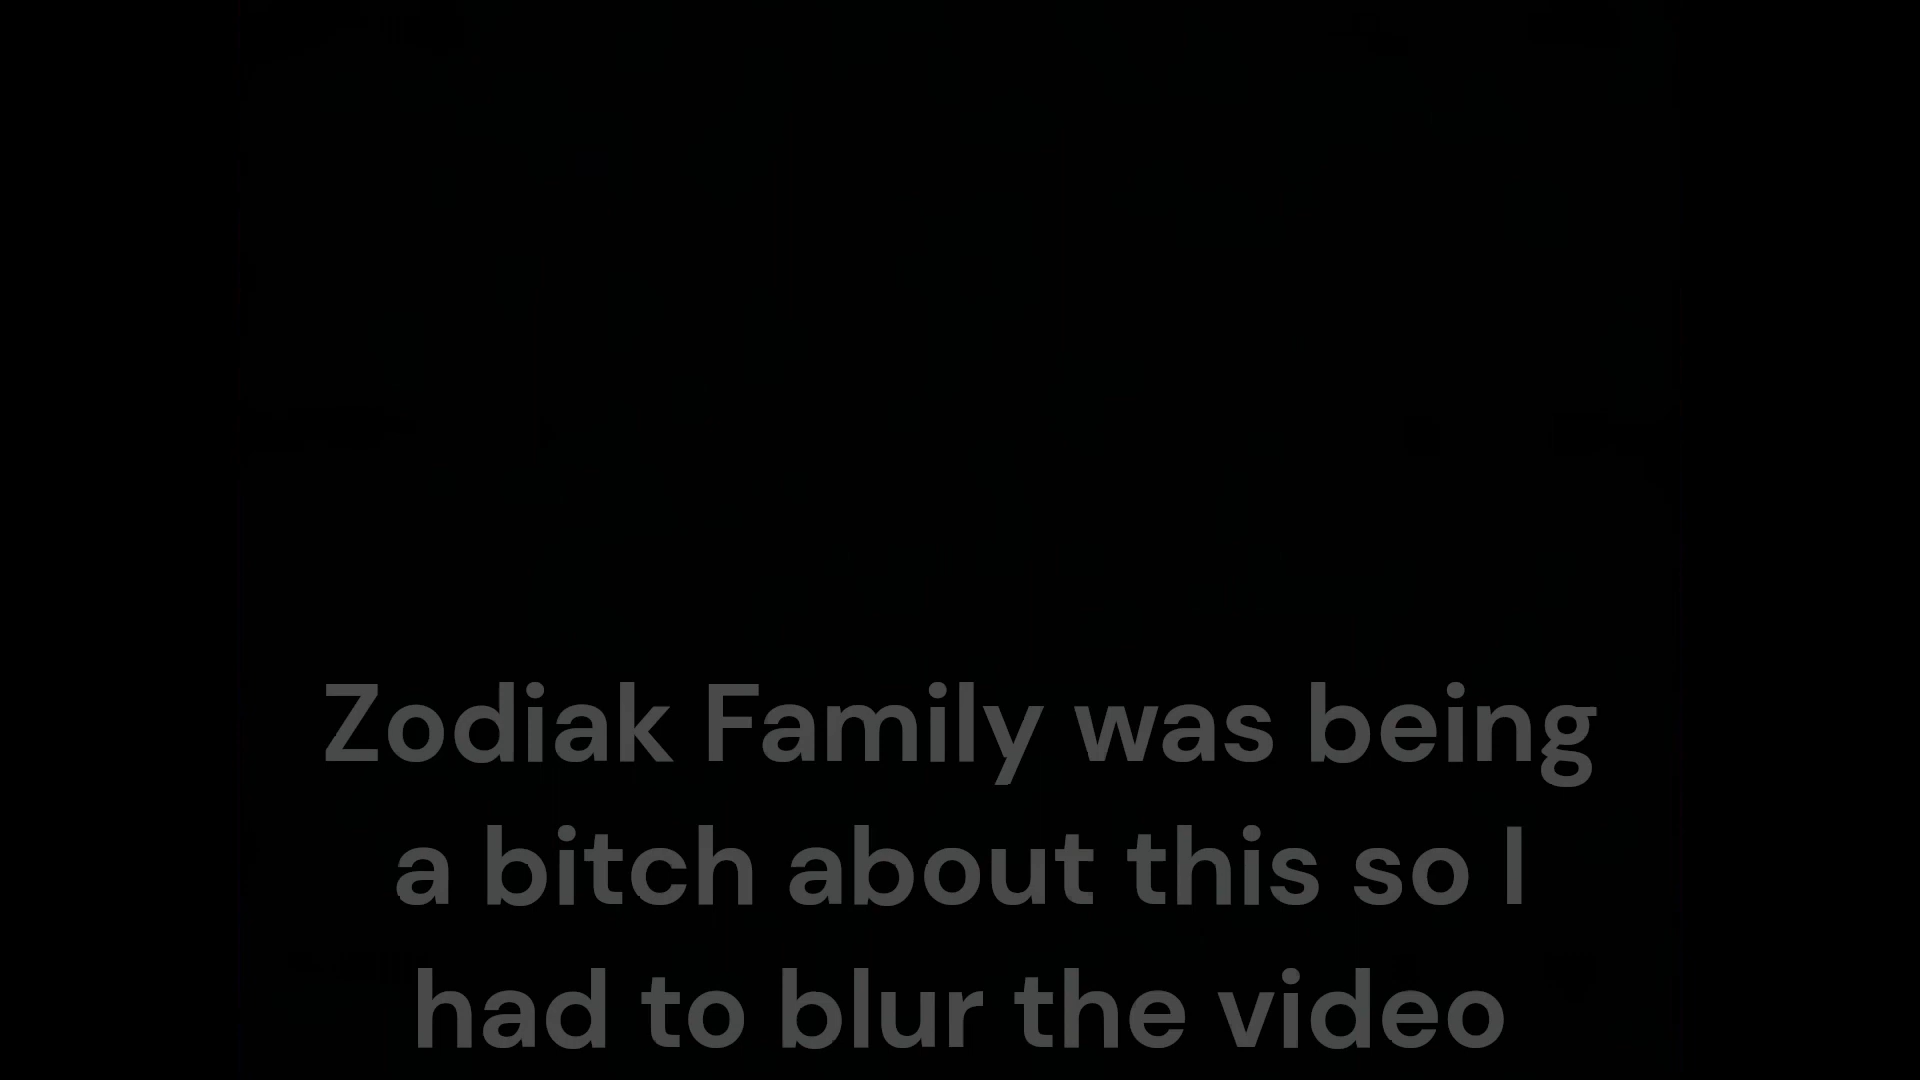 Zodiak Family was being
a bitch about this so I
had to blur the video